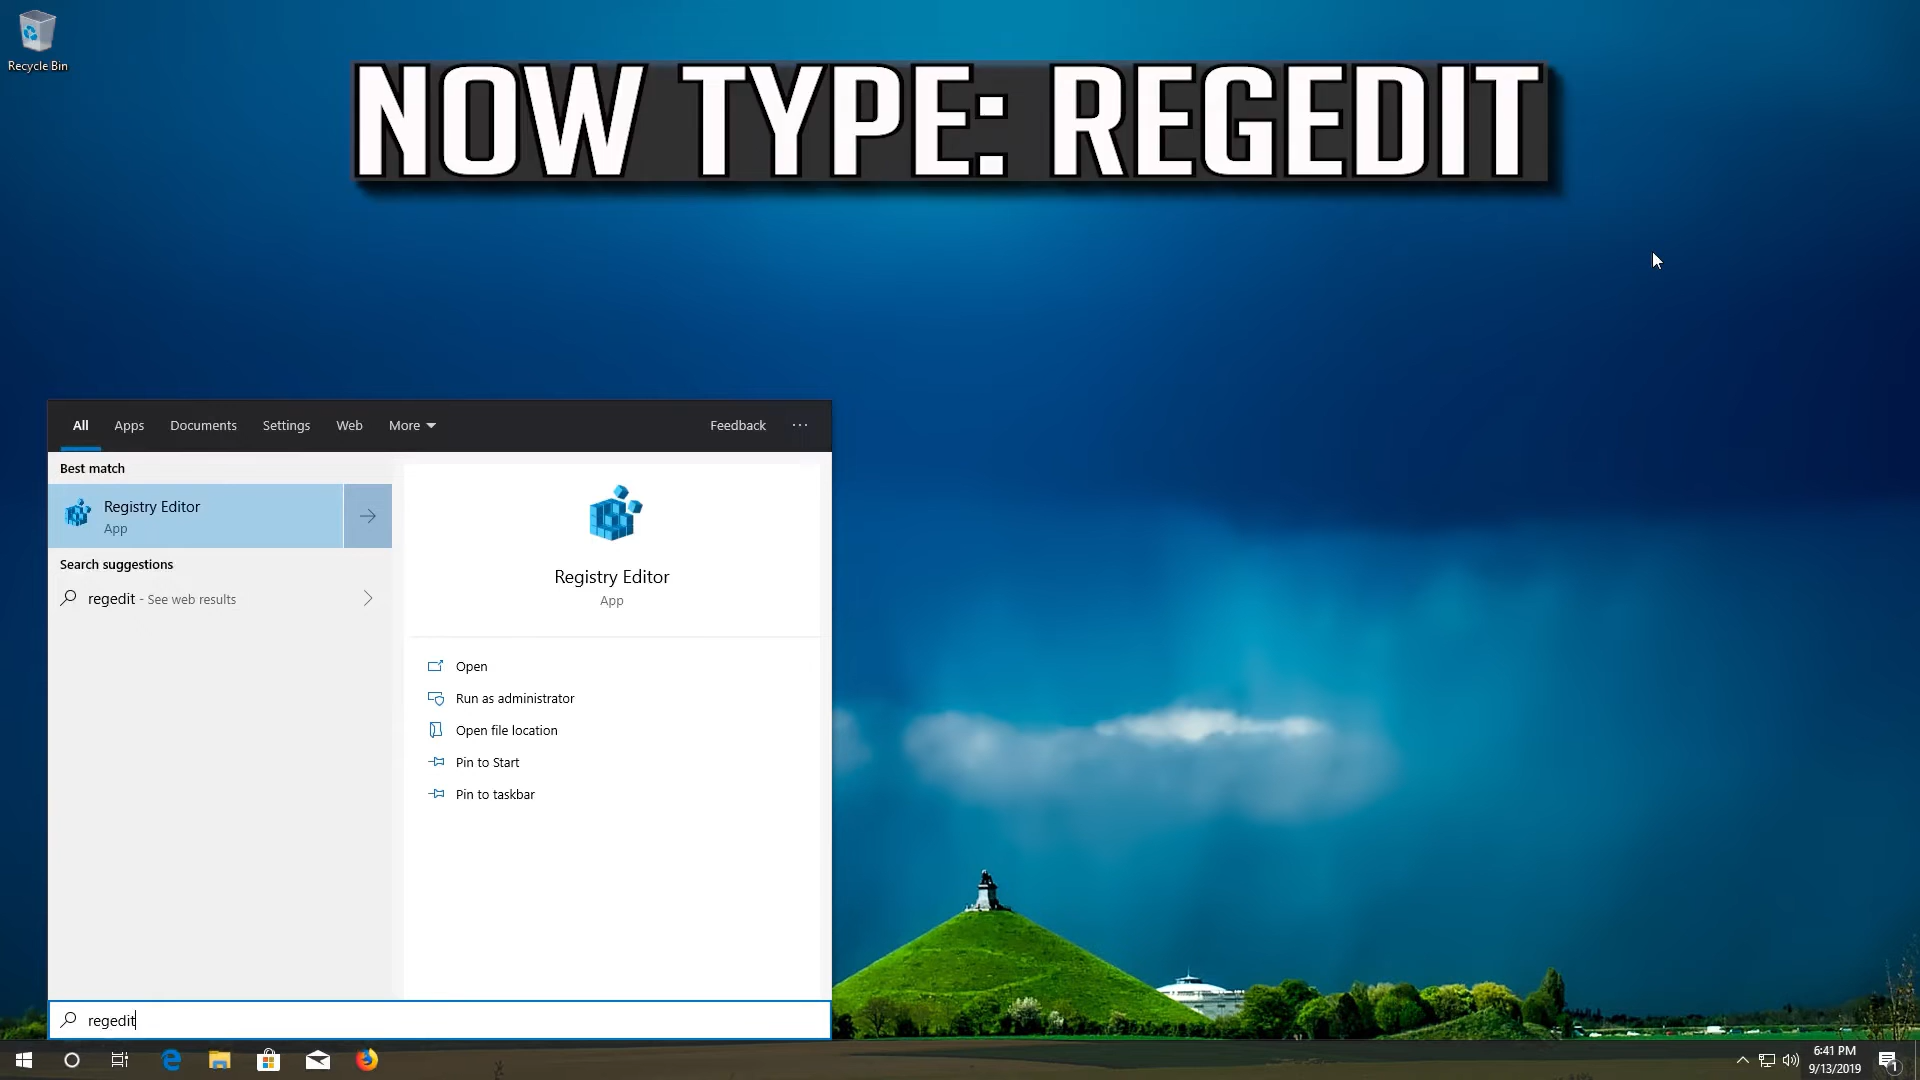 Recycle Bin
NOW TYPE: REGEDIT
All Apps Documents Settings Web More Feedback ...
Best match
Registry Editor
App
Search suggestions
regedit - See web results
Registry Editor
App
Open
Run as administrator
Open file location
Pin to Start
Pin to taskbar
regedit
6:41 PM
9/13/2019
1